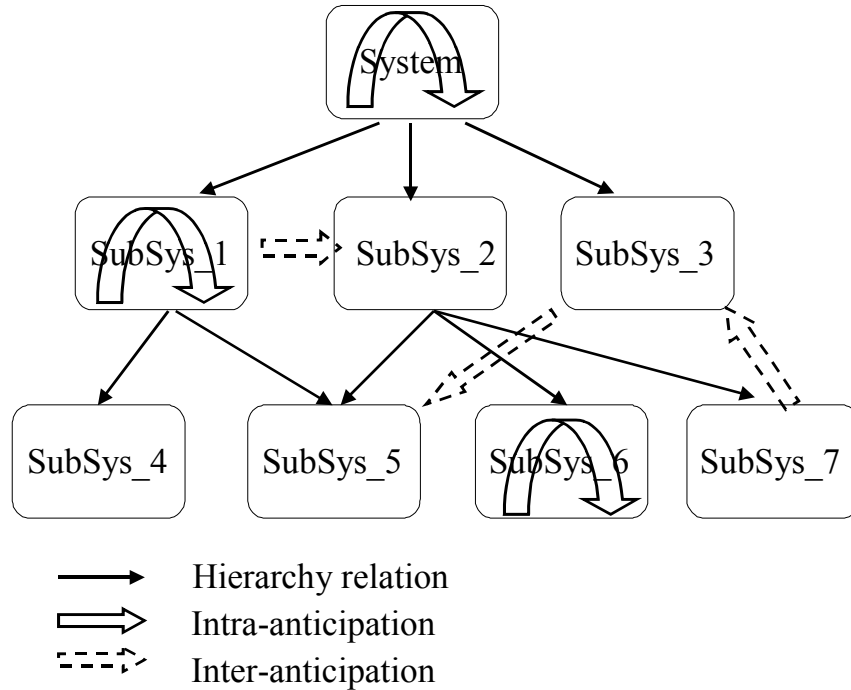 System
SubSys_1
SubSys_2
SubSys_3
SubSys_4
SubSys_5
SubSys_6
SubSys_7
Hierarchy relation
Intra-anticipation
Inter-anticipation